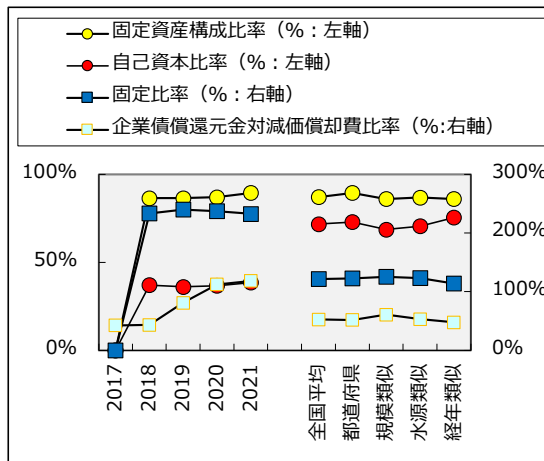 固定資産構成比率（%：左軸）
自己資本比率（%：左軸）
固定比率（%：右軸）
企業債償還元金対減価償却費比率（%:右軸）
100%
50%
0%
300%
200%
100%
0%
2017
2018
2019
2020
2021
全国平均
都道府県
規模類似
水源類似
経年類似